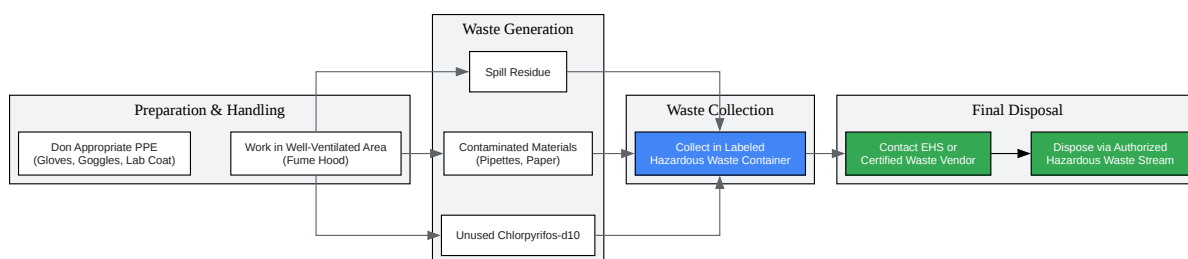 Preparation & Handling
Don Appropriate PPE
(Gloves, Goggles, Lab Coat)
Work in Well-Ventilated Area
(Fume Hood)
Waste Generation
Spill Residue
Contaminated Materials
(Pipettes, Paper)
Unused Chlorpyrifos-d10
Waste Collection
Collect in Labeled
Hazardous Waste Container
Final Disposal
Contact EHS or
Certified Waste Vendor
Dispose via Authorized
Hazardous Waste Stream